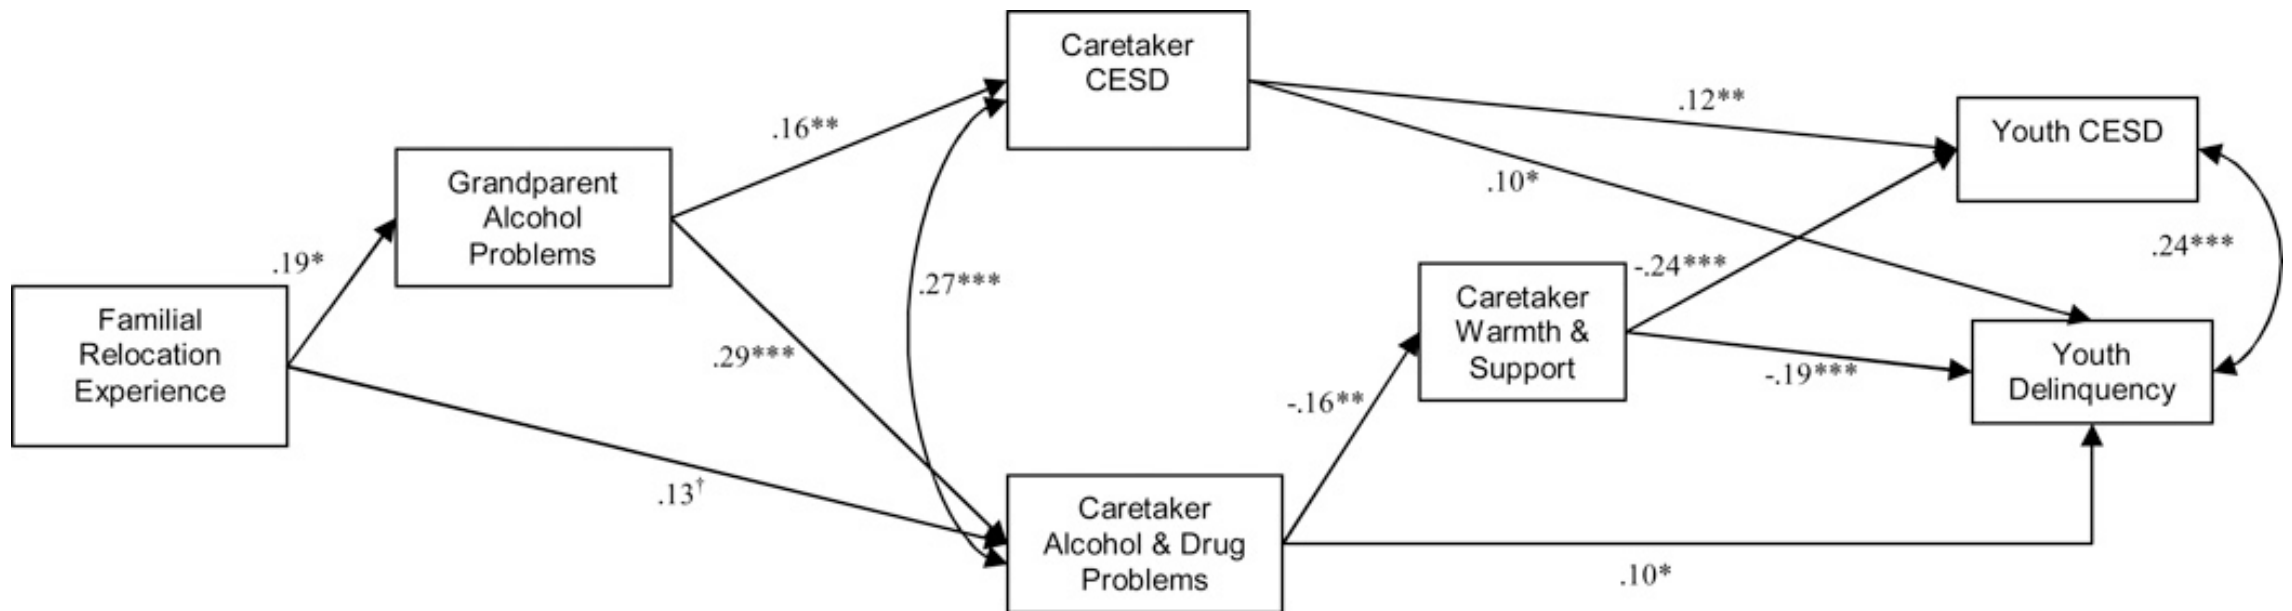 Caretaker
CESD
.12**
Youth CESD
.16**
Grandparent
Alcohol
Problems
.10*
.19*
.24***
-.24***
.27***
Familial
Relocation
Experience
Caretaker
Warmth &
Support
.29***
Youth
Delinquency
-.19***
-.16**
.13†
Caretaker
Alcohol & Drug
Problems
.10*